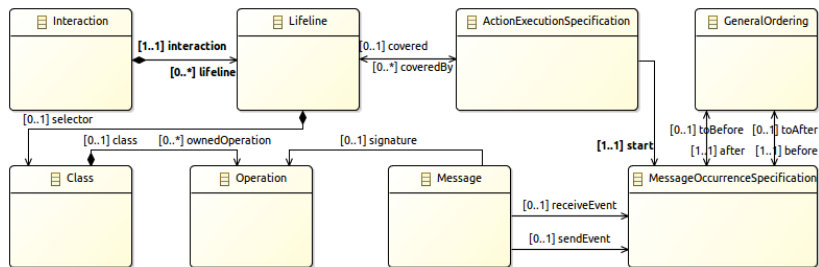 Interaction
Lifeline
ActionExecutionSpecification
GeneralOrdering
[1..1] interaction
[0..*] lifeline
[0..1] covered
[0..*] coveredBy
[0..1] selector
[0..1] class
[0..*] ownedOperation
[0..1] signature
[1..1] start
[0..1] toBefore
[0..1] toAfter
[1..1] after
[1..1] before
Class
Operation
Message
MessageOccurrenceSpecification
[0..1] receiveEvent
[0..1] sendEvent